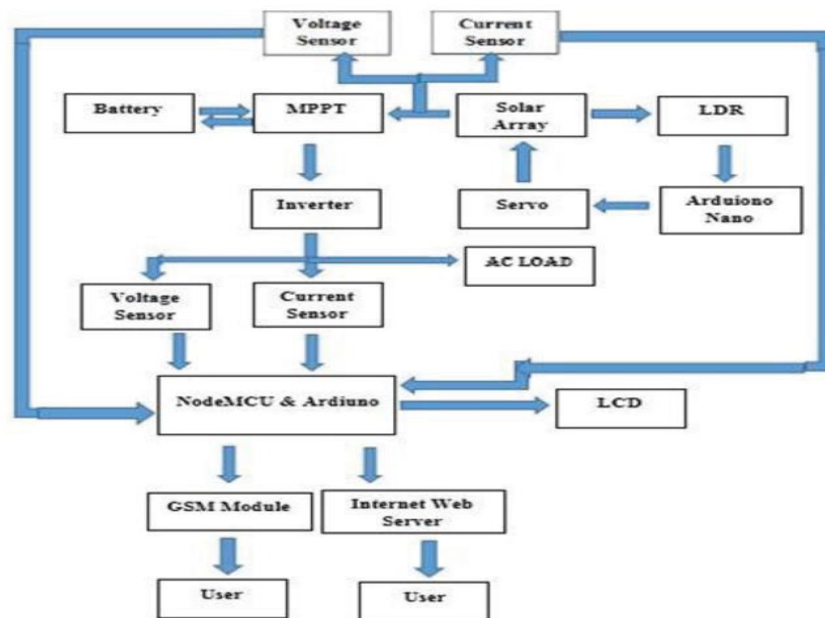 Voltage
Sensor
Current
Sensor
Battery
MPPT
Solar
Array
LDR
Inverter
Servo
Arduiono
Nano
AC LOAD
Voltage
Sensor
Current
Sensor
NodeMCU & Ardiuno
LCD
GSM Module
Internet Web
Server
User
User